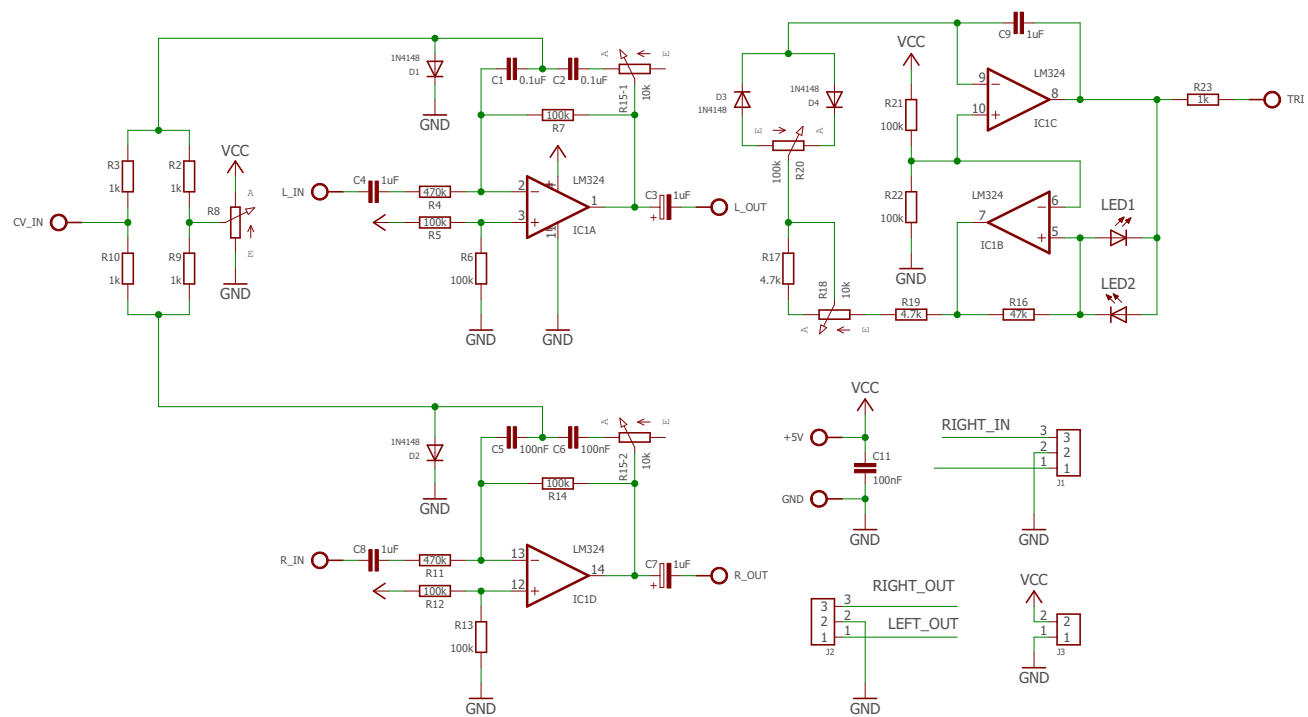 CV_IN
R3
1k
R2
1k
R10
1k
R9
1k
VCC
R8
A
E
GND
1N4148
D1
GND
C1
0.1uF
C2
0.1uF
A
E
R15-1
10k
100k
R7
L_IN
C4
1uF
470k
R4
100k
R5
R6
100k
GND
2
3
4
11
1
LM324
IC1A
GND
C3
1uF
+
L_OUT
D3
1N4148
1N4148
D4
E
A
100k
R20
R17
4.7k
R18
10k
A
E
R19
4.7k
R16
47k
C9
1uF
VCC
R21
100k
R22
100k
GND
9
10
8
LM324
IC1C
LM324
7
6
5
IC1B
LED1
LED2
R23
1k
TRI
1N4148
D2
GND
C5
100nF
C6
100nF
A
E
R15-2
10k
100k
R14
R_IN
C8
1uF
470k
R11
100k
R12
R13
100k
GND
13
12
14
LM324
IC1D
C7
1uF
+
R_OUT
VCC
+5V
C11
100nF
GND
GND
RIGHT_IN
3
2
1
3
2
1
J1
GND
RIGHT_OUT
LEFT_OUT
3
2
1
3
2
1
J2
GND
VCC
2
1
2
1
J3
GND